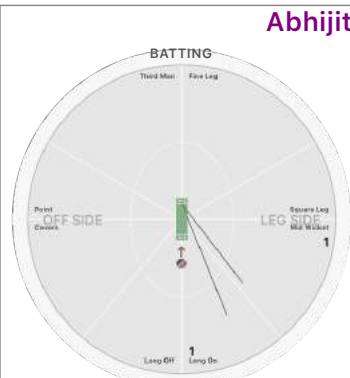 Abhijit
BATTING
Third Man Fine Leg
Point Square Leg
OFF SIDE LEG SIDE
Covers Mid Wicket
1
1
Long Off Long On